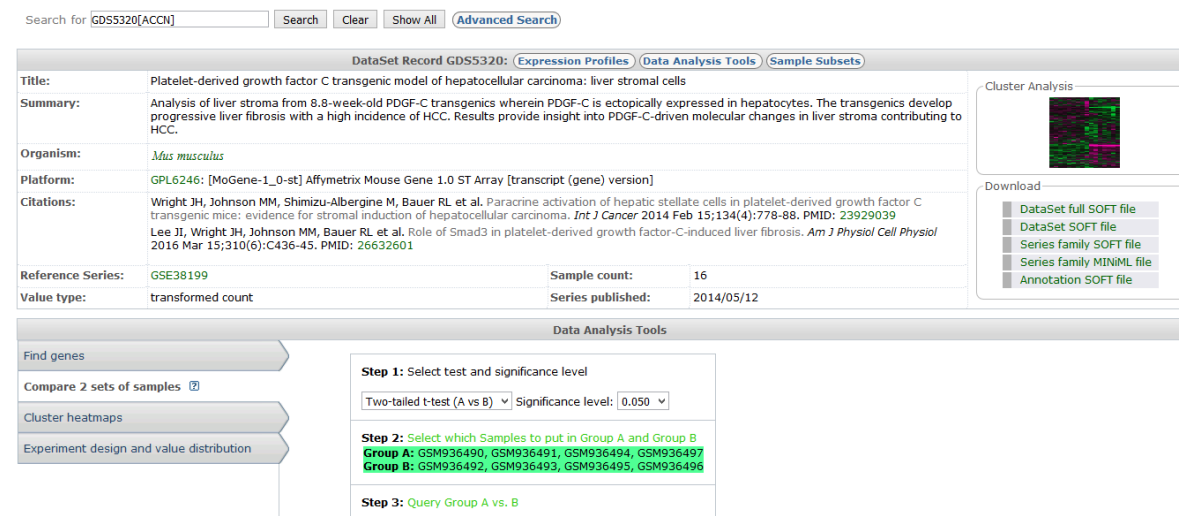 Search for GDS5320[ACCN] Search Clear Show All (Advanced Search)
DataSet Record GDS5320: (Expression Profiles) (Data Analysis Tools) (Sample Subsets)
Title: Platelet-derived growth factor C transgenic model of hepatocellular carcinoma: liver stromal cells
Summary: Analysis of liver stroma from 8.8-week-old PDGF-C transgenics wherein PDGF-C is ectopically expressed in hepatocytes. The transgenics develop
progressive liver fibrosis with a high incidence of HCC. Results provide insight into PDGF-C-driven molecular changes in liver stroma contributing to
HCC.
Organism: Mus musculus
Platform: GPL6246: [MoGene-1_0-st] Affymetrix Mouse Gene 1.0 ST Array [transcript (gene) version]
Citations: Wright JH, Johnson MM, Shimizu-Albergine M, Bauer RL et al. Paracrine activation of hepatic stellate cells in platelet-derived growth factor C
transgenic mice: evidence for stromal induction of hepatocellular carcinoma. Int J Cancer 2014 Feb 15;134(4):778-88. PMID: 23929039
Lee JI, Wright JH, Johnson MM, Bauer RL et al. Role of Smad3 in platelet-derived growth factor-C-induced liver fibrosis. Am J Physiol Cell Physiol
2016 Mar 15;310(6):C436-45. PMID: 26632601
Reference Series: GSE38199 Sample count: 16
Value type: transformed count Series published: 2014/05/12
Cluster Analysis
Download
DataSet full SOFT file
DataSet SOFT file
Series family SOFT file
Series family MINiML file
Annotation SOFT file
Data Analysis Tools
Find genes
Compare 2 sets of samples ?
Cluster heatmaps
Experiment design and value distribution
Step 1: Select test and significance level
Two-tailed t-test (A vs B) Significance level: 0.050
Step 2: Select which Samples to put in Group A and Group B
Group A: GSM936490, GSM936491, GSM936494, GSM936497
Group B: GSM936492, GSM936493, GSM936495, GSM936496
Step 3: Query Group A vs. B